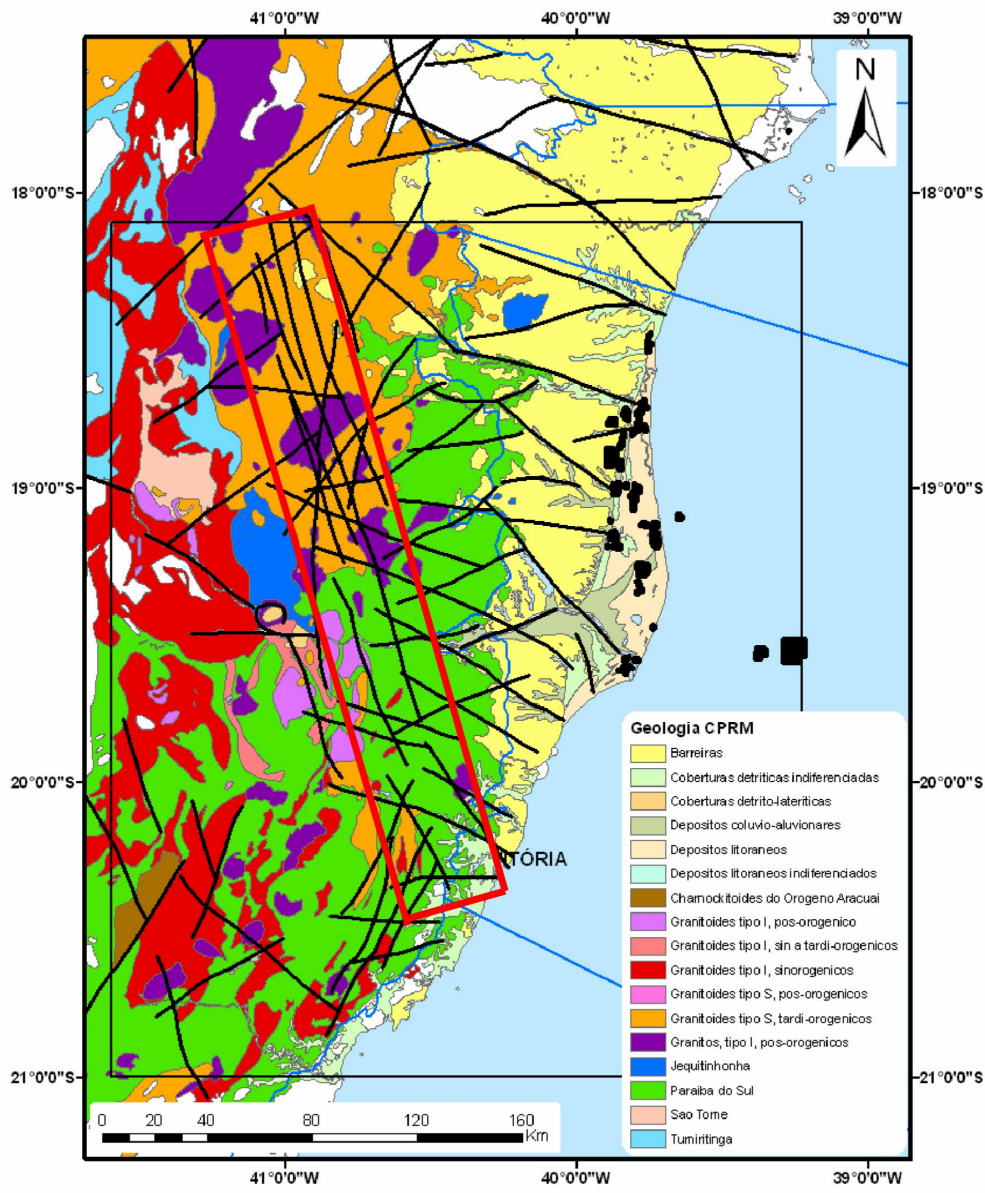 41°0'0"W 40°0'0"W 39°0'0"W
N
18°0'0"S 18°0'0"S
19°0'0"S 19°0'0"S
20°0'0"S 20°0'0"S
21°0'0"S 21°0'0"S
ITÓRIA
Geologia CPRM
Barreiras
Coberturas detriticas indiferenciadas
Coberturas detrito-lateriticas
Depositos coluvio-aluvionares
Depositos litoraneos
Depositos litoraneos indiferenciados
Charnockitoides do Orogeno Aracuai
Granitoides tipo I, pos-orogenico
Granitoides tipo I, sin a tardi-orogenicos
Granitoides tipo I, sinorogenicos
Granitoides tipo S, pos-orogenicos
Granitoides tipo S, tardi-orogenicos
Granitos, tipo I, pos-orogenicos
Jequitinhonha
Paraiba do Sul
Sao Tome
Tumiritinga
0 20 40 80 120 160
Km
41°0'0"W 40°0'0"W 39°0'0"W